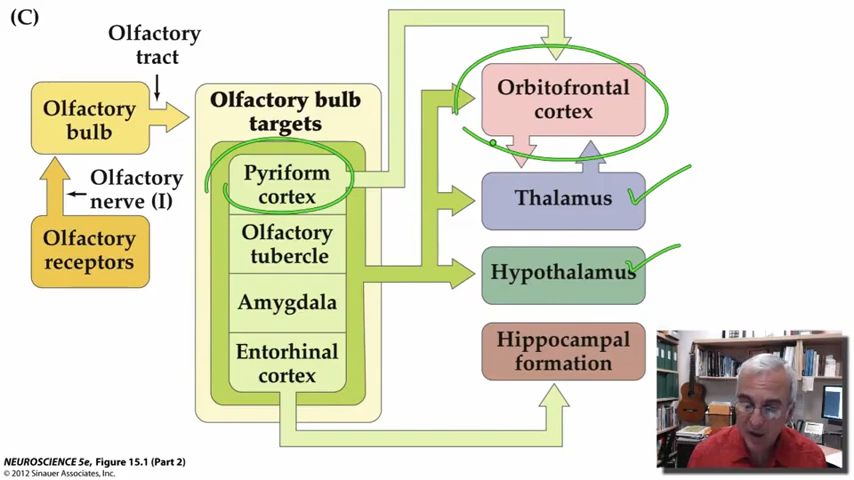 (C)
Olfactory
tract
Olfactory
bulb
Olfactory
nerve (I)
Olfactory
receptors
Olfactory bulb
targets
Pyriform
cortex
Olfactory
tubercle
Amygdala
Entorhinal
cortex
Orbitofrontal
cortex
Thalamus
Hypothalamus
Hippocampal
formation
NEUROSCIENCE 5e, Figure 15.1 (Part 2)
© 2012 Sinauer Associates, Inc.